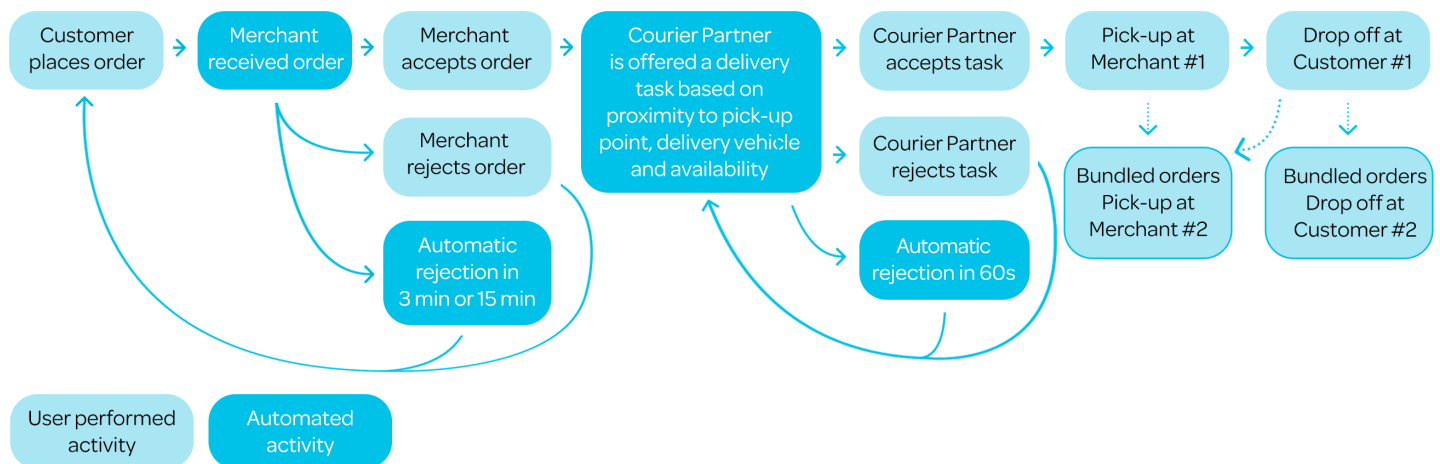 Customer
places order
Merchant
received order
Merchant
accepts order
Courier Partner
is offered a delivery
task based on
proximity to pick-up
point, delivery vehicle
and availability
Courier Partner
accepts task
Pick-up at
Merchant #1
Drop off at
Customer #1
Merchant
rejects order
Courier Partner
rejects task
Bundled orders
Pick-up at
Merchant #2
Bundled orders
Drop off at
Customer #2
Automatic
rejection in
3 min or 15 min
Automatic
rejection in 60s
User performed
activity
Automated
activity